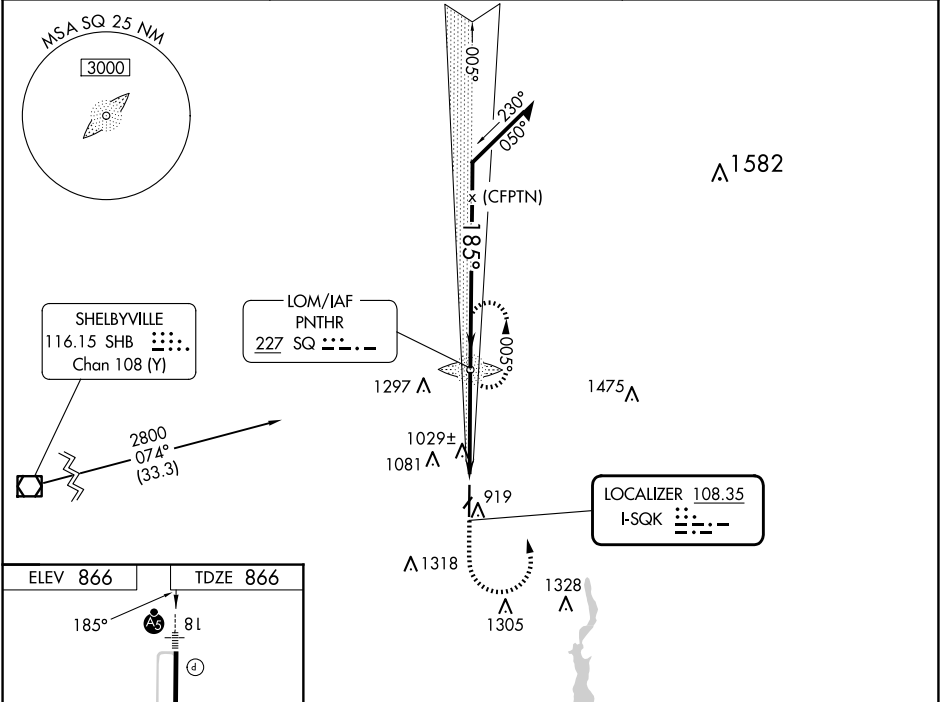 MSA SQ 25 NM
3000
005°
230°
050°
1582
x (CFPTN)
185°
SHELBYVILLE
116.15 SHB
Chan 108 (Y)
LOM/IAF
PNTHR
227 SQ
005°
1297
1475
2800
074°
(33.3)
1029±
1081
919
LOCALIZER 108.35
I-SQK
1318
1328
1305
ELEV 866
TDZE 866
185°
A5
18
P